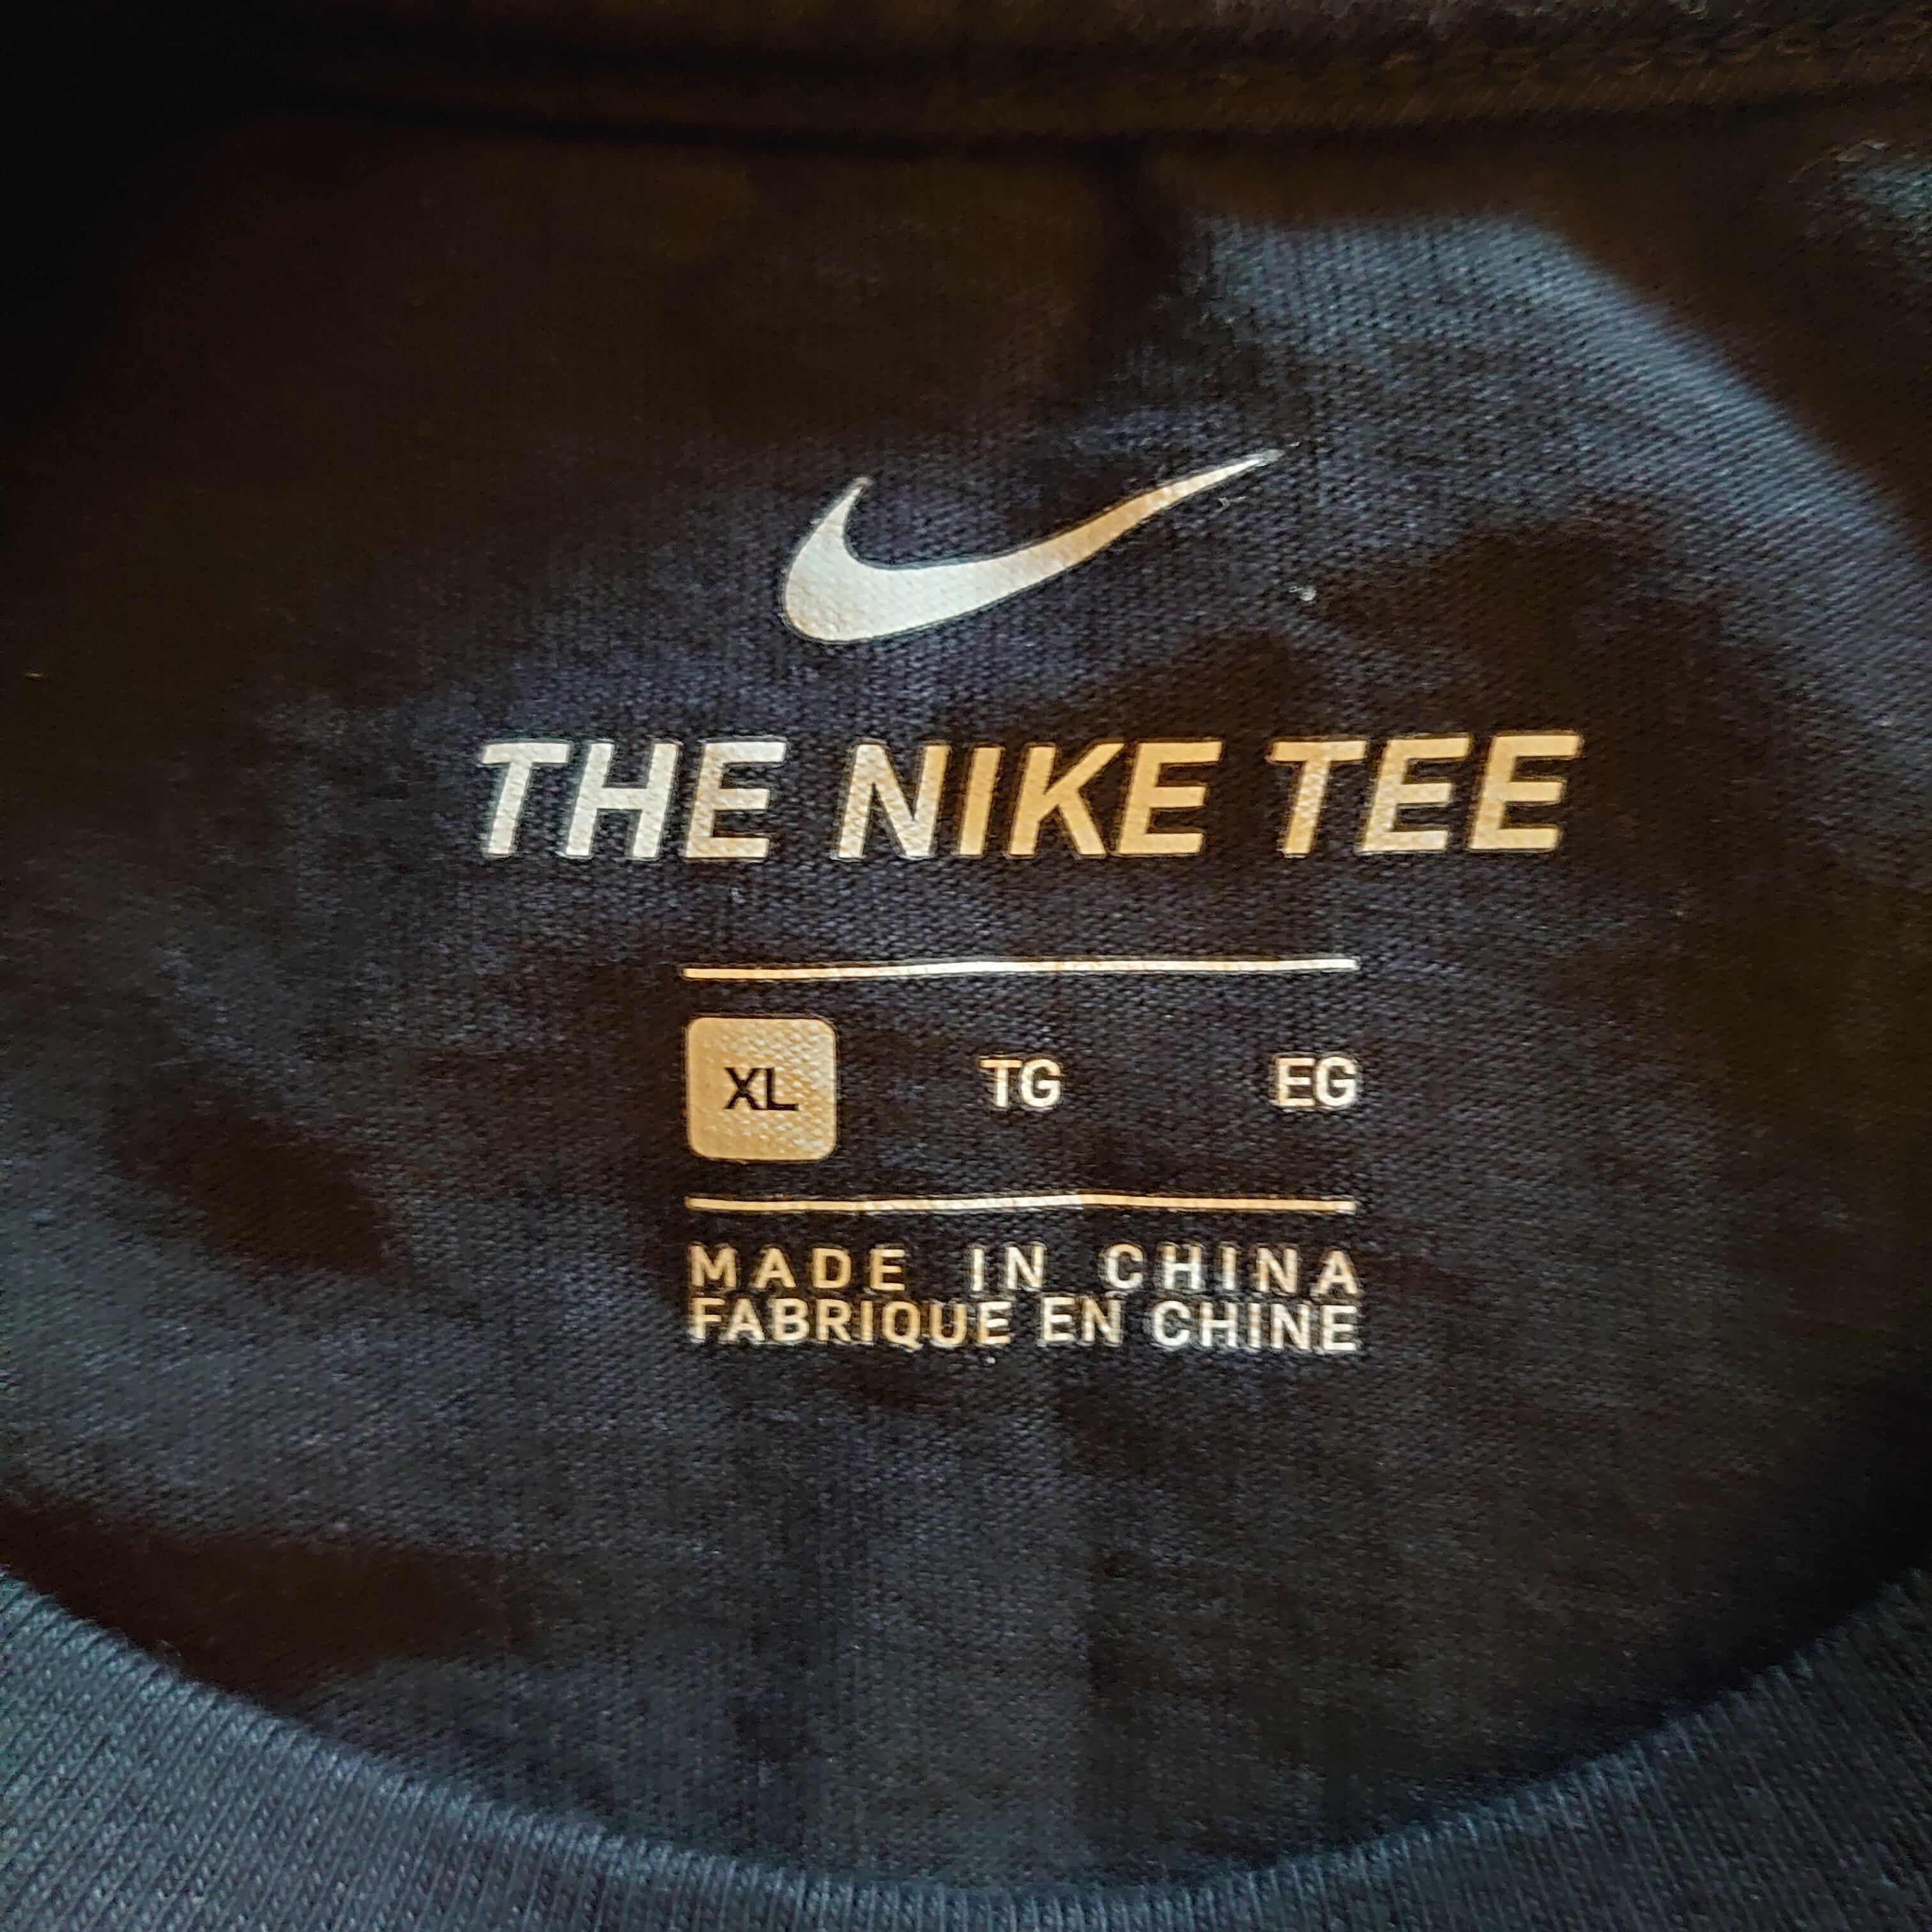 THE NIKE TEE
XL TG EG
MADE IN CHINA
FABRIQUE EN CHINE